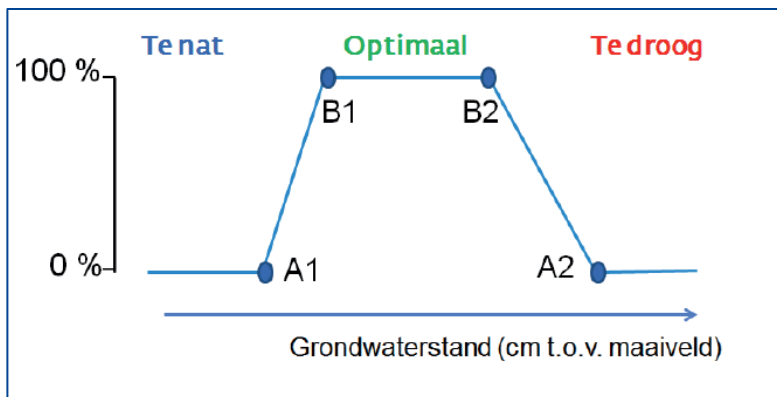 Te nat Optimaal Te droog
100 %
B1 B2
0 %
A1 A2
Grondwaterstand (cm t.o.v. maaiveld)